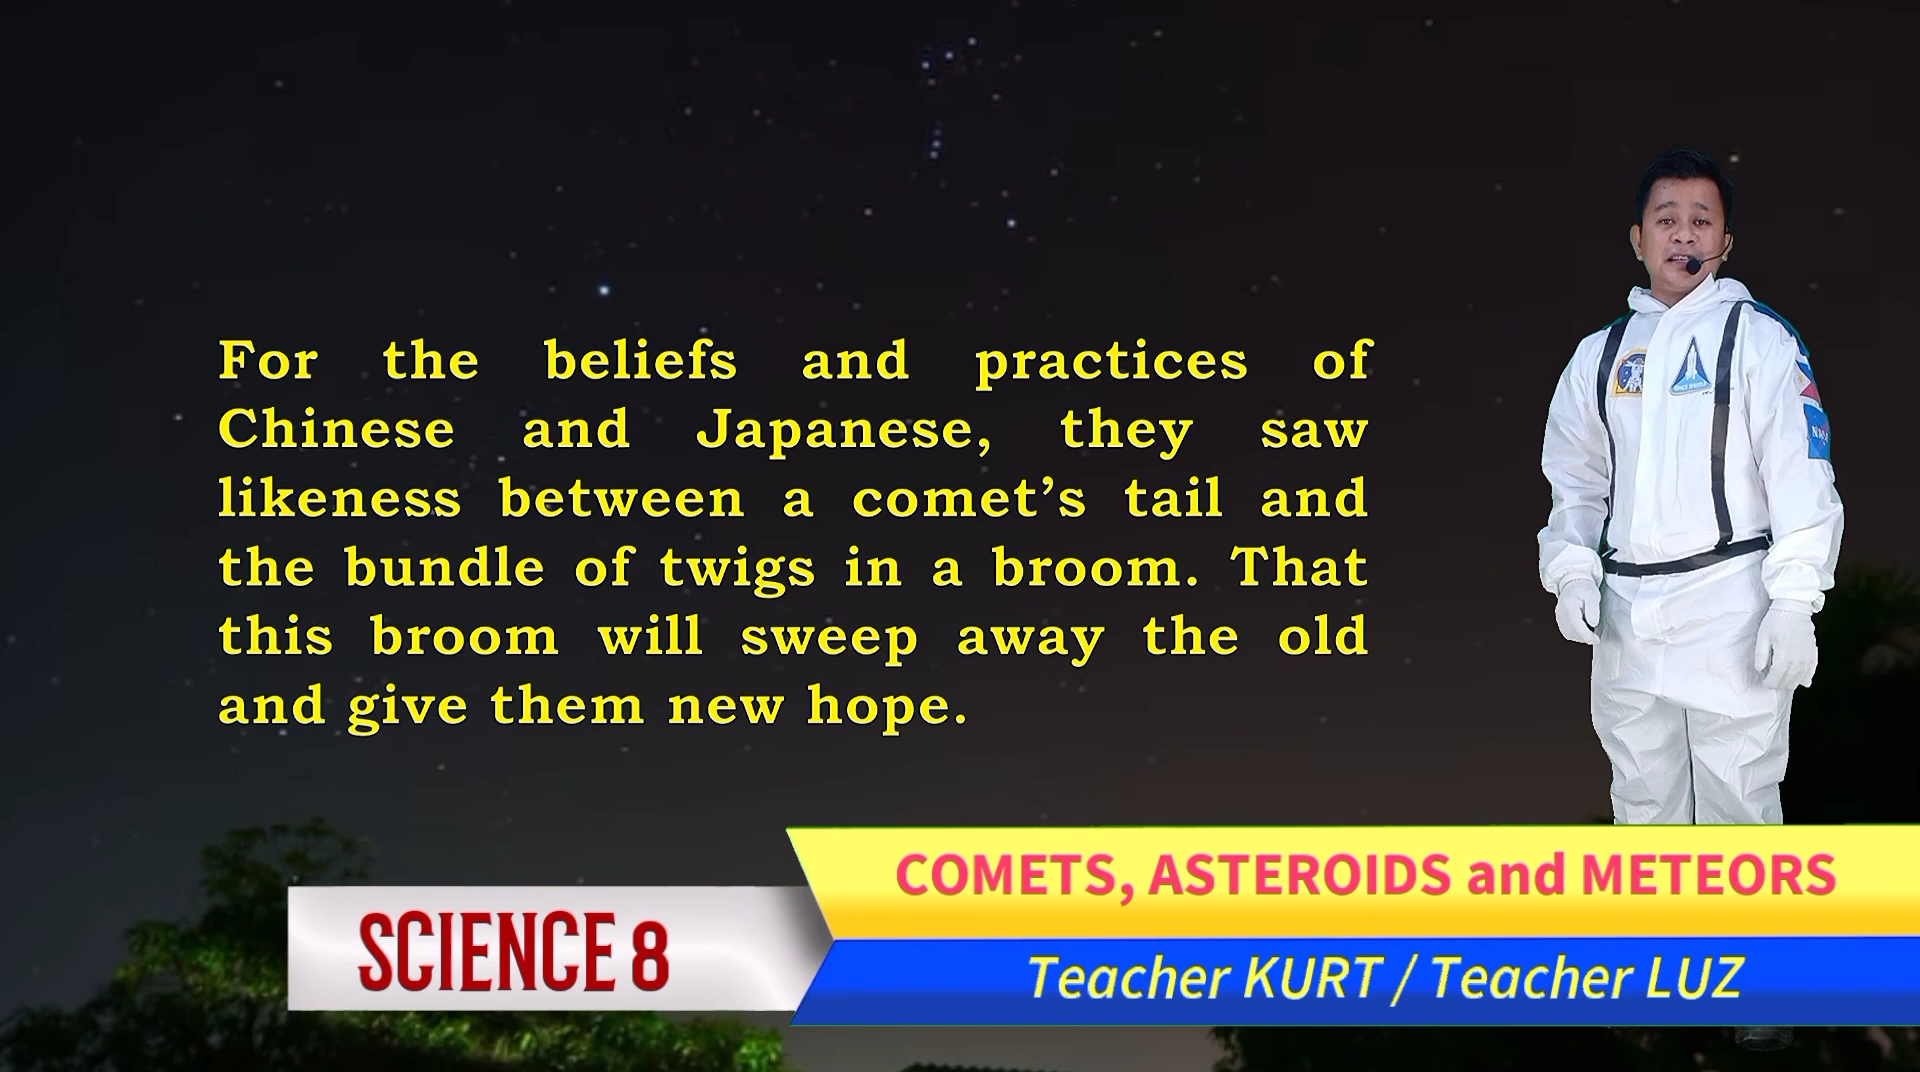 For the beliefs and practices of
Chinese and Japanese, they saw
likeness between a comet’s tail and
the bundle of twigs in a broom. That
this broom will sweep away the old
and give them new hope.
COMETS, ASTEROIDS and METEORS
SCIENCE 8
Teacher KURT / Teacher LUZ